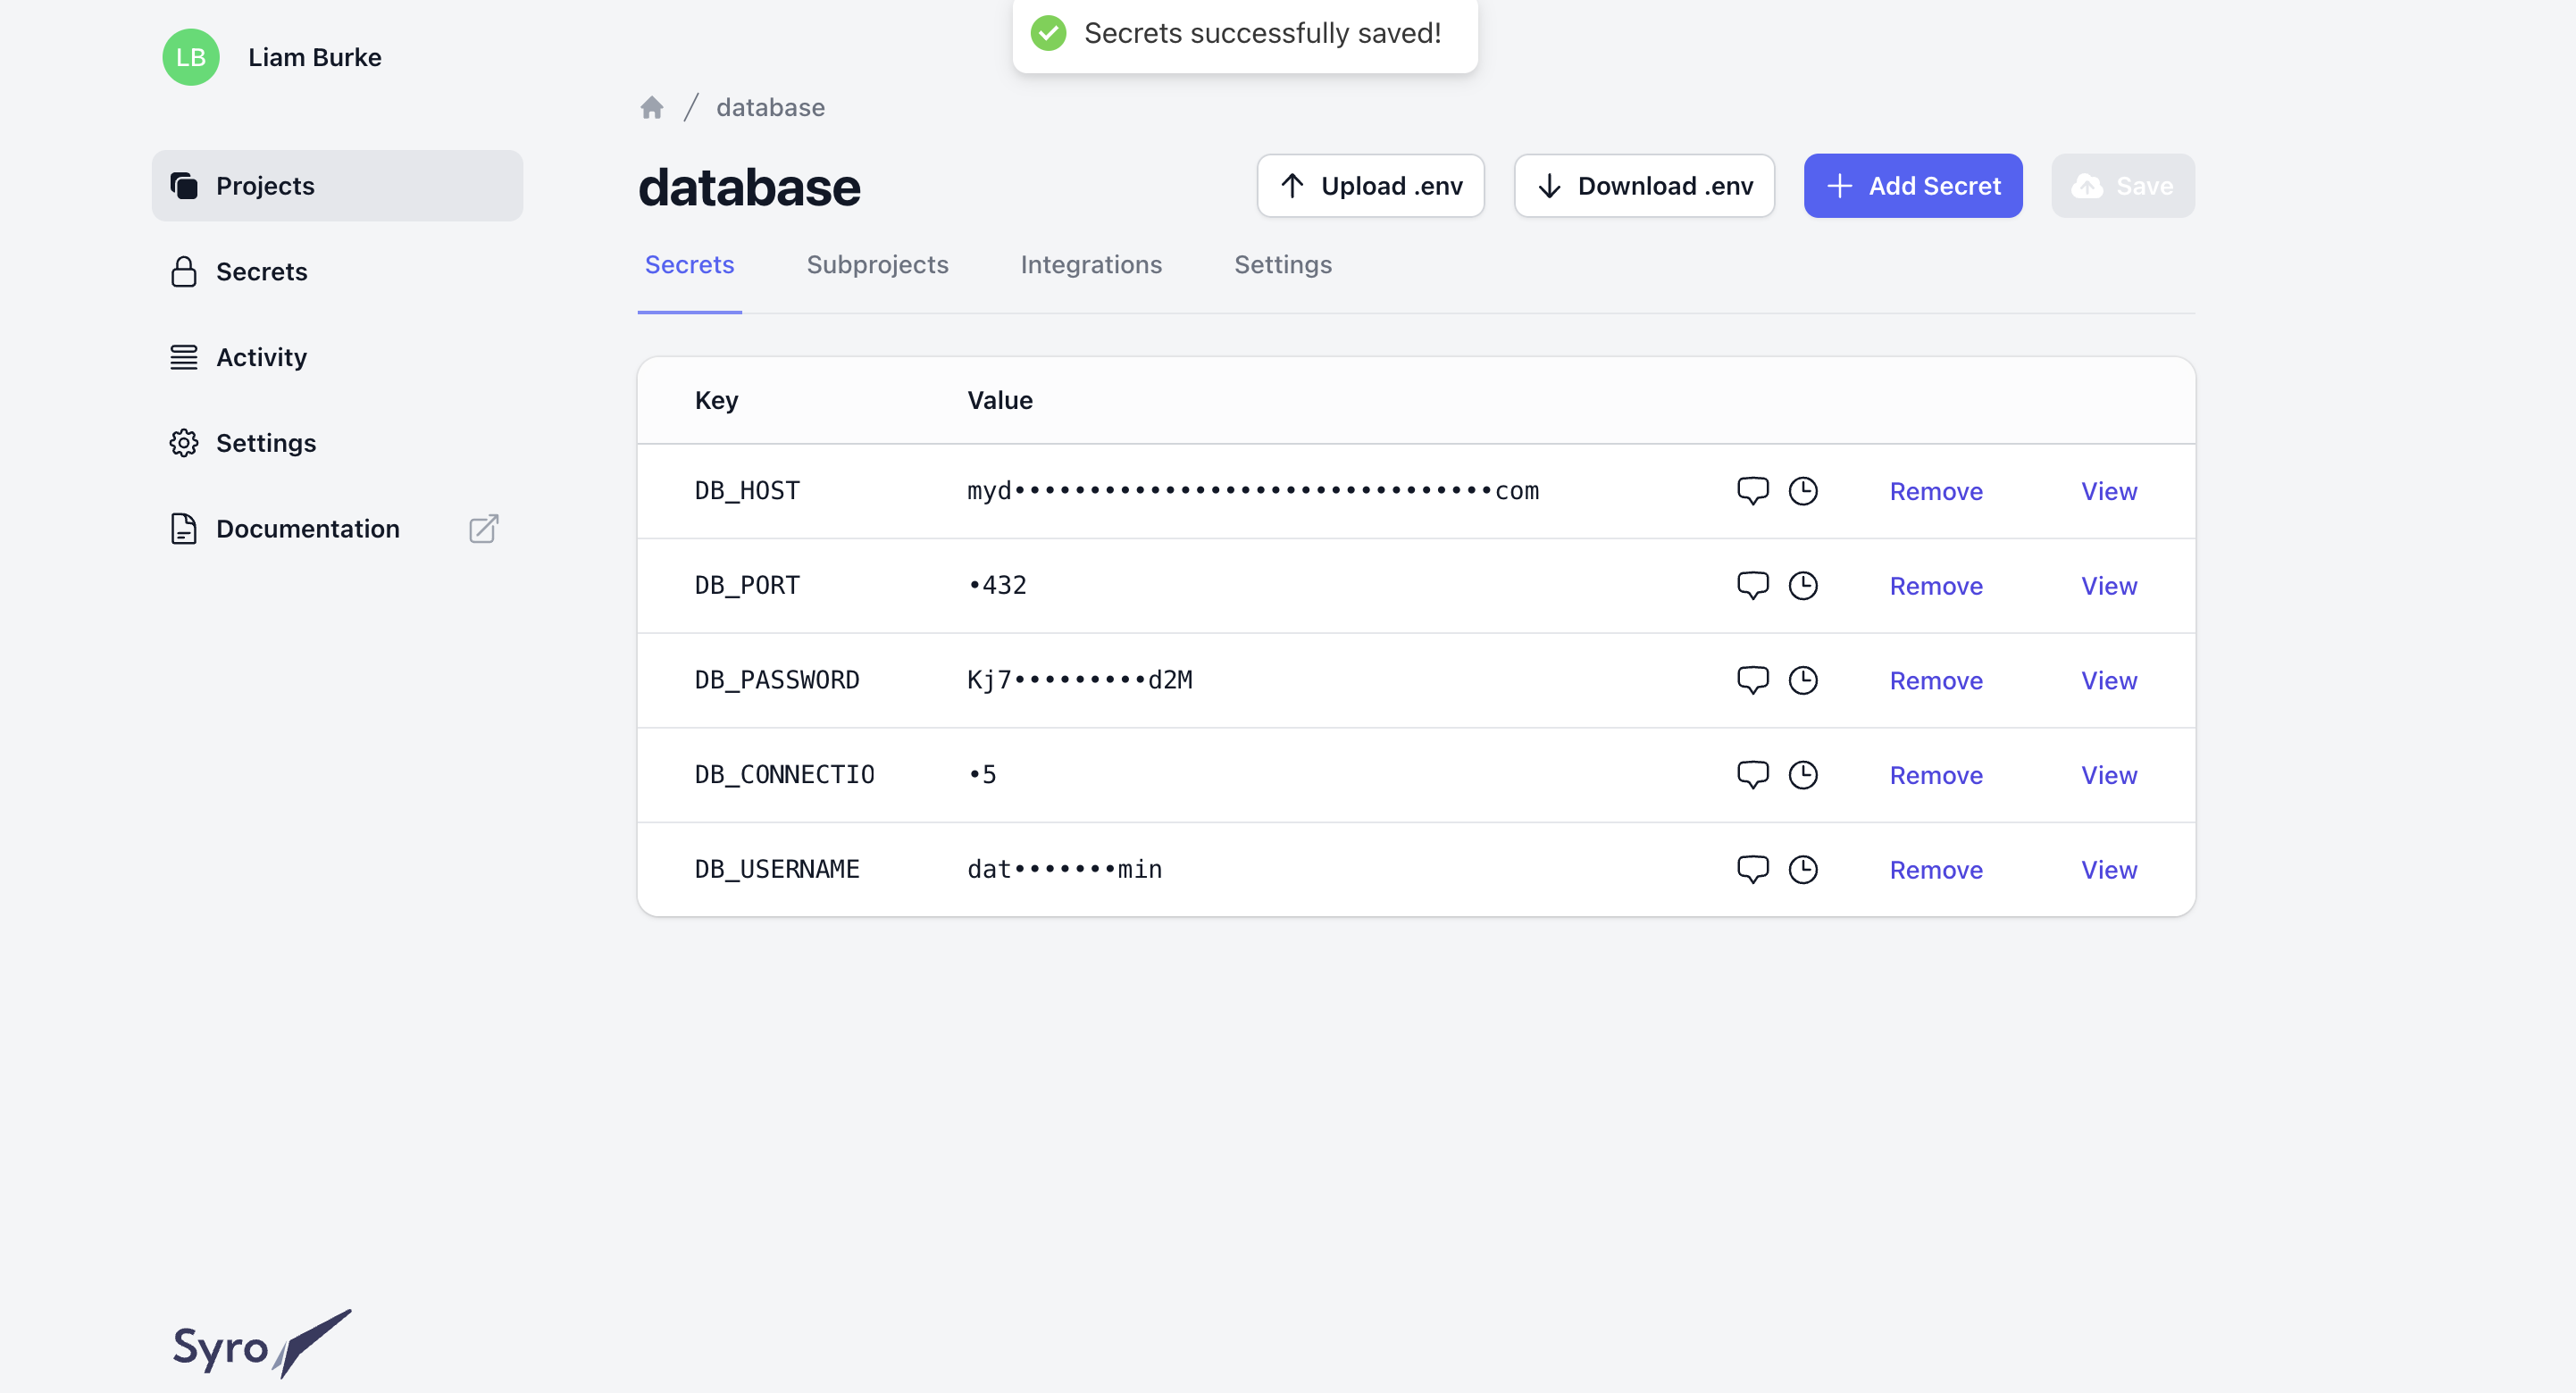 Secrets successfully saved!
LB Liam Burke
/ database
Projects
Secrets
Activity
Settings
Documentation
database
Upload .env
Download .env
+ Add Secret
Save
Secrets Subprojects Integrations Settings
Key Value
DB_HOST myd••••••••••••••••••••••••••••••••com Remove View
DB_PORT •432 Remove View
DB_PASSWORD Kj7•••••••••d2M Remove View
DB_CONNECTIO •5 Remove View
DB_USERNAME dat•••••••min Remove View
Syro